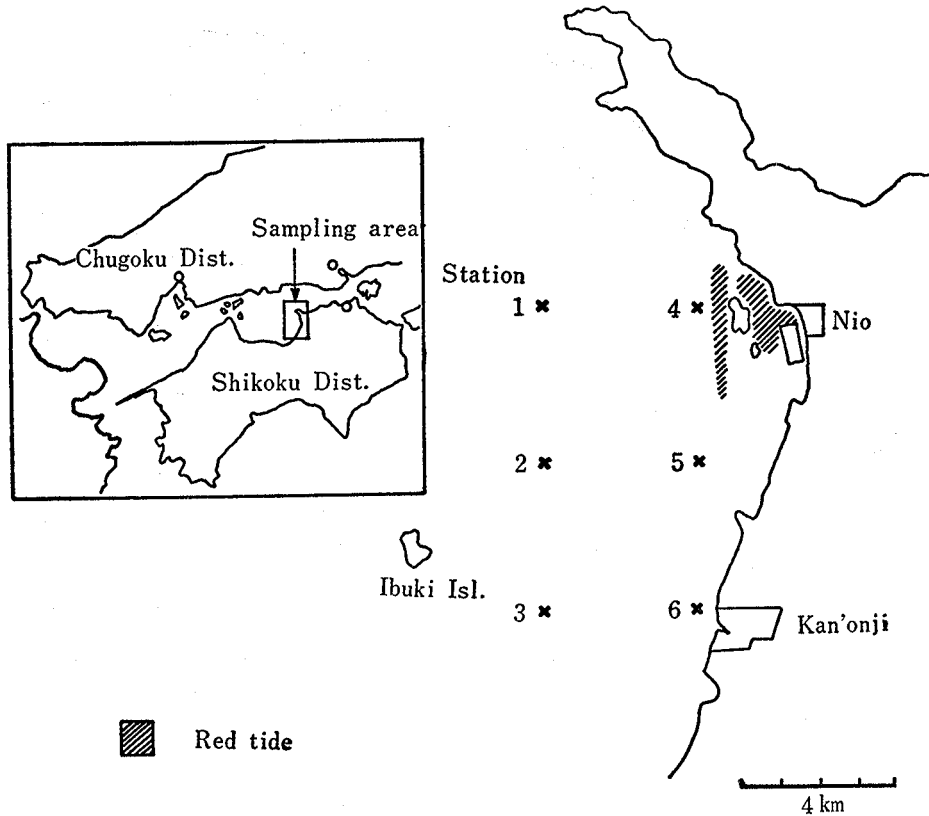 Sampling area
Chugoku Dist.
Shikoku Dist.
Station
1
4
Nio
2
5
Ibuki Isl.
3
6
Kan'onji
Red tide
4 km